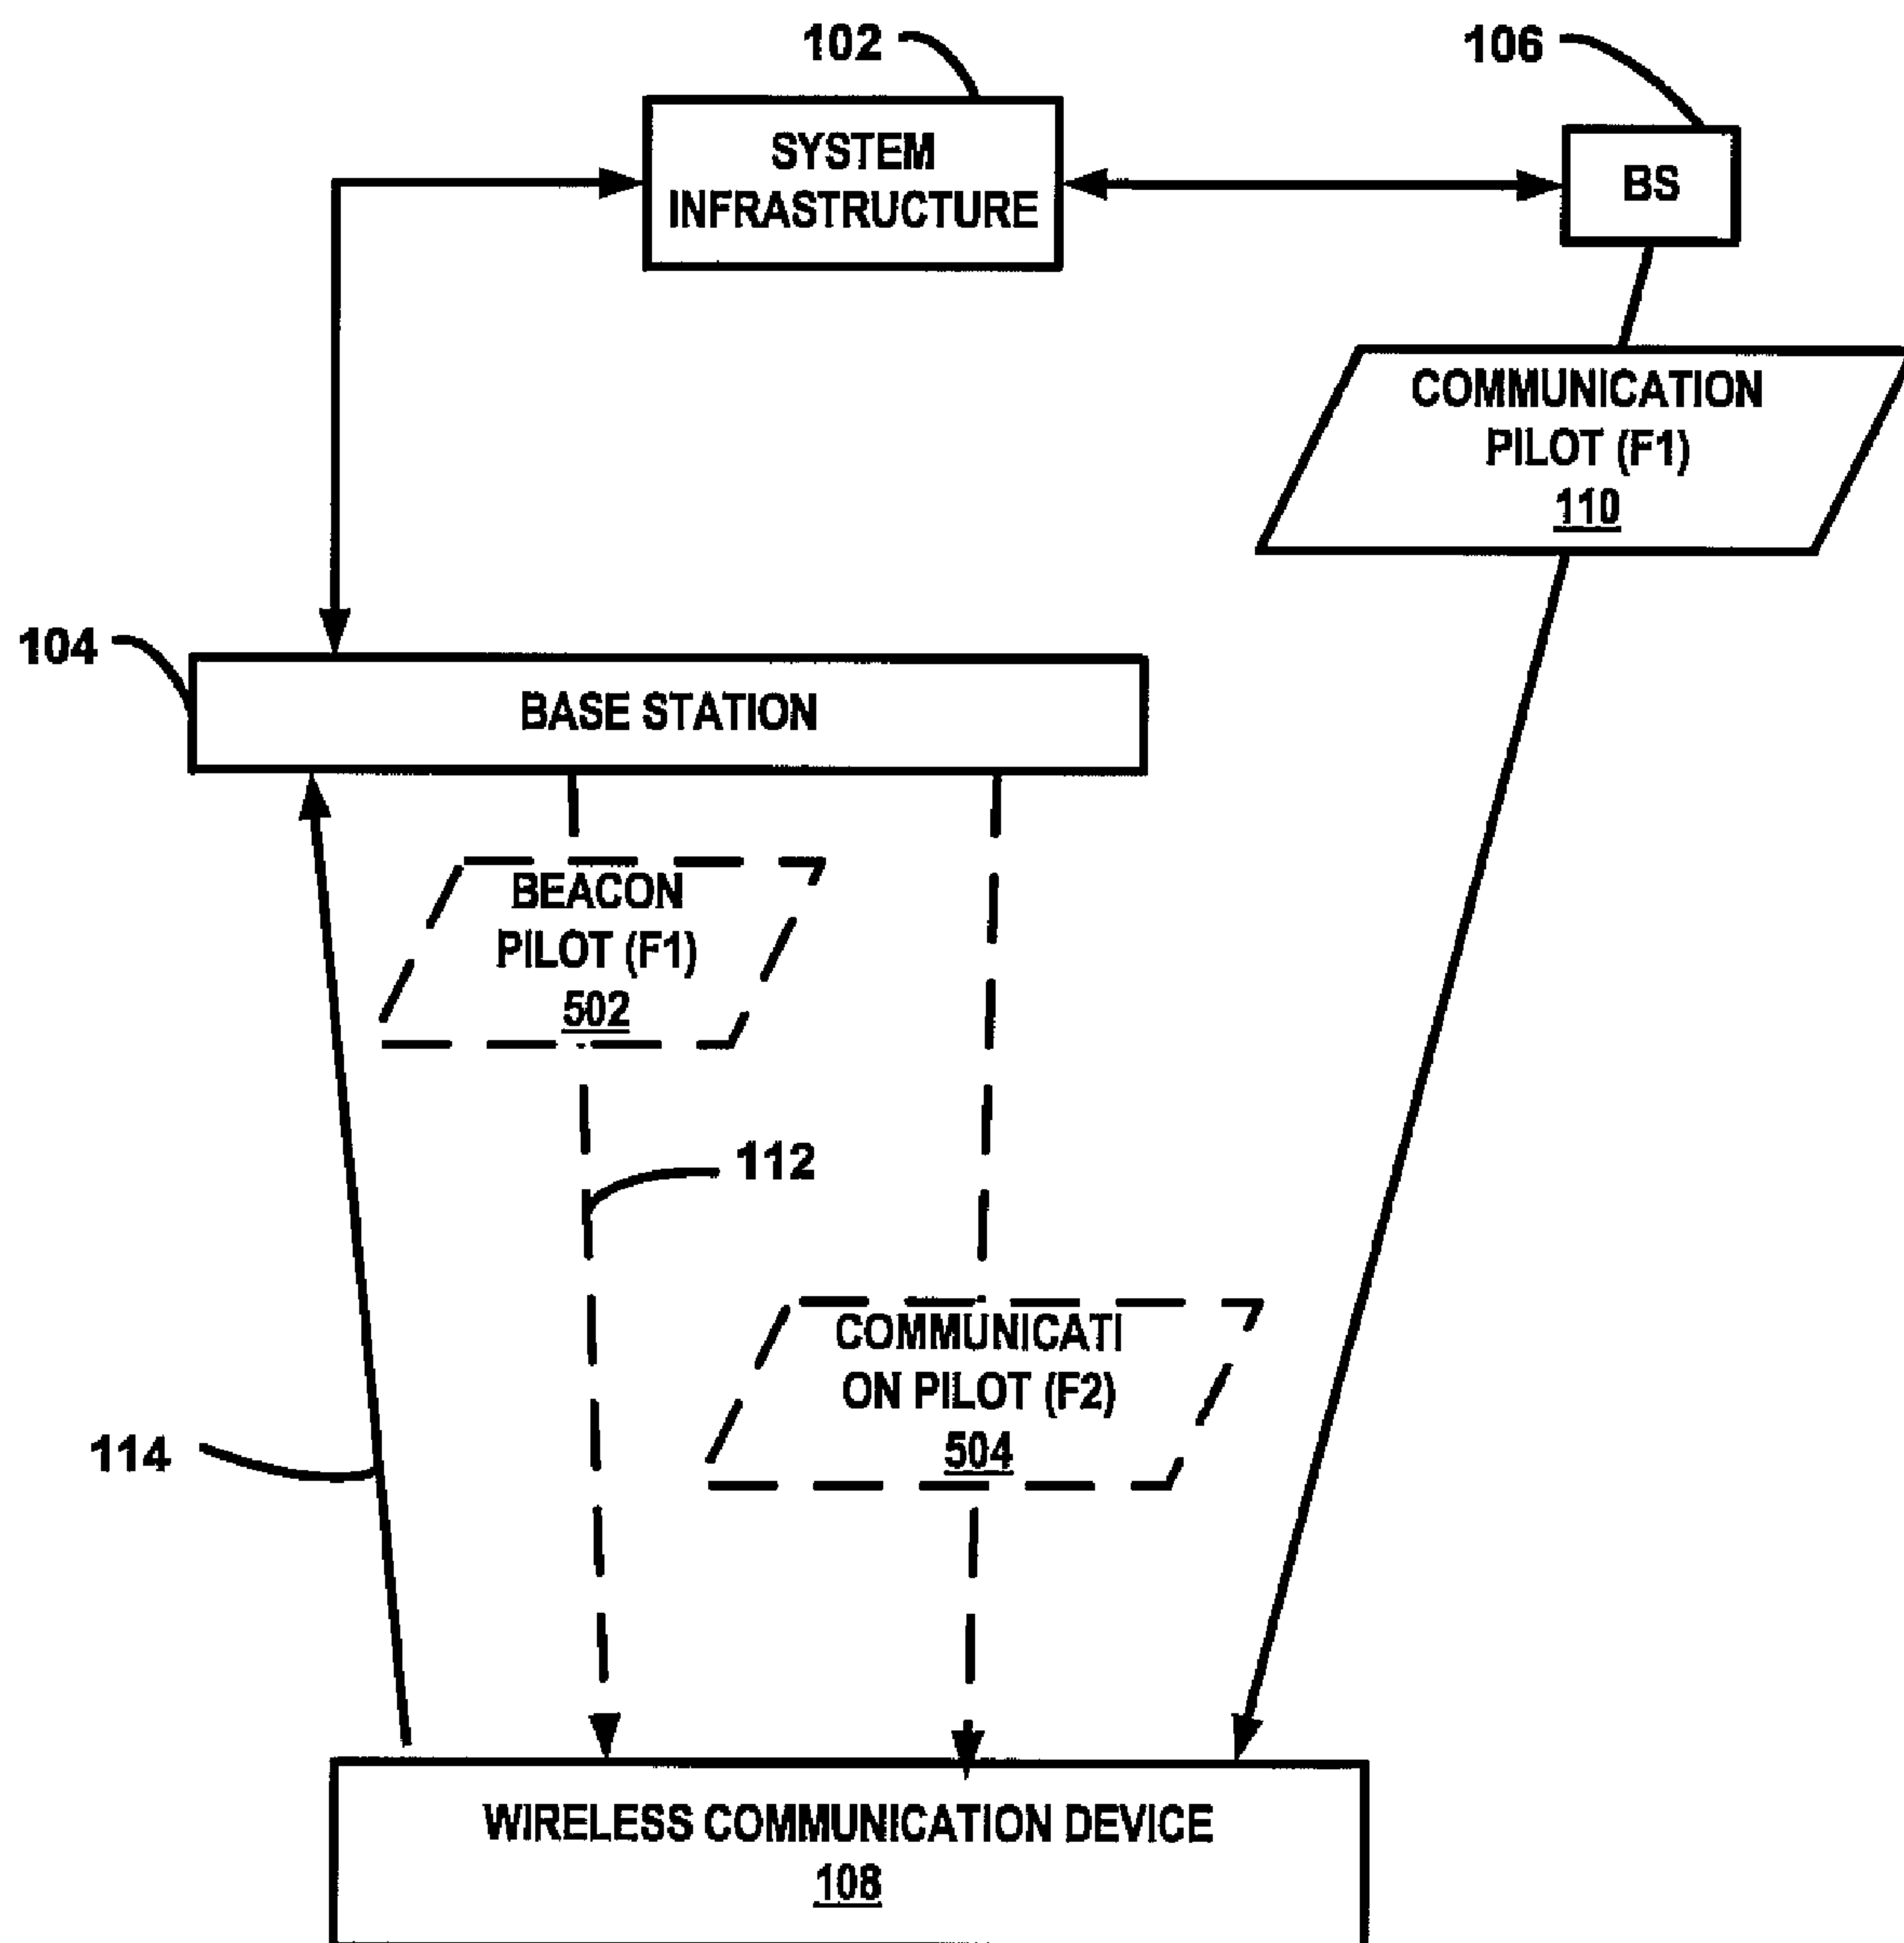 102
106
SYSTEM
INFRASTRUCTURE
BS
COMMUNICATION
PILOT (F1)
110
104
BASE STATION
BEACON
PILOT (F1)
502
112
COMMUNICATI
ON PILOT (F2)
504
114
WIRELESS COMMUNICATION DEVICE
108